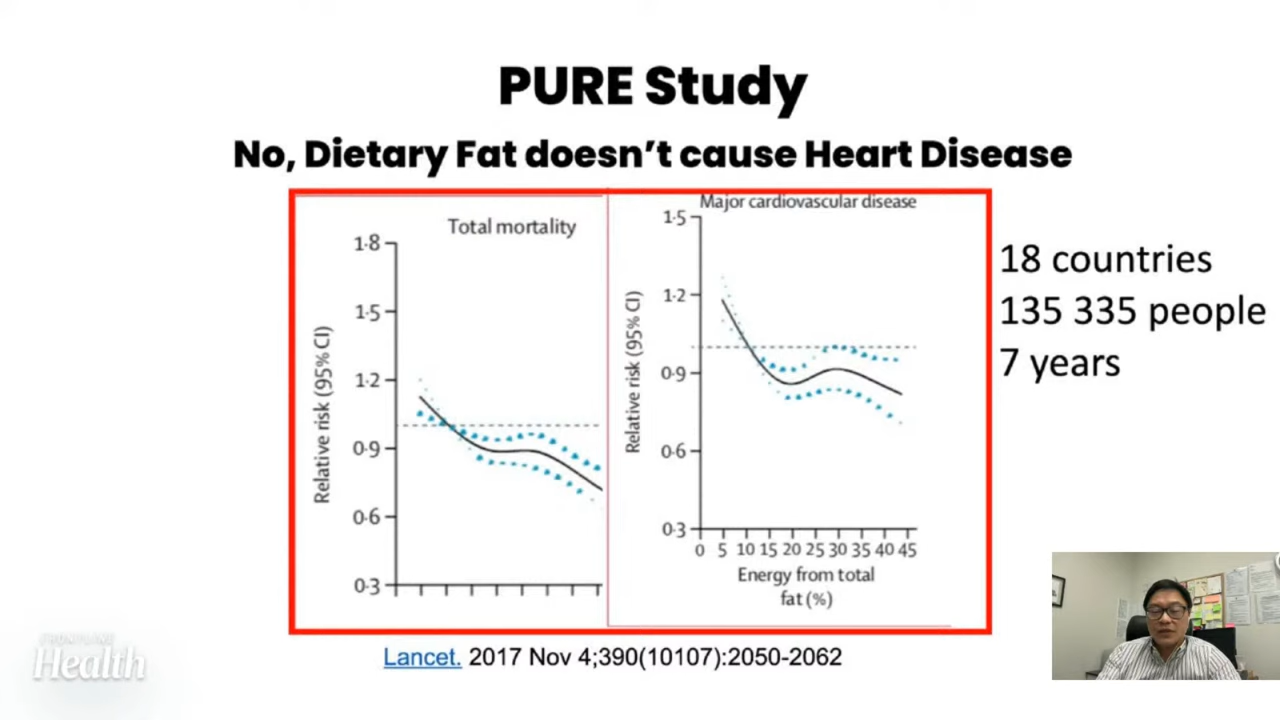 PURE Study
No, Dietary Fat doesn't cause Heart Disease
Total mortality
Relative risk (95% CI)
1·8
1·5
1·2
0·9
0·6
0·3
Major cardiovascular disease
Relative risk (95% CI)
1·5
1·2
0·9
0·6
0·3
0 5 10 15 20 25 30 35 40 45
Energy from total
fat (%)
18 countries
135 335 people
7 years
Lancet. 2017 Nov 4;390(10107):2050-2062
FRONTLINE
Health